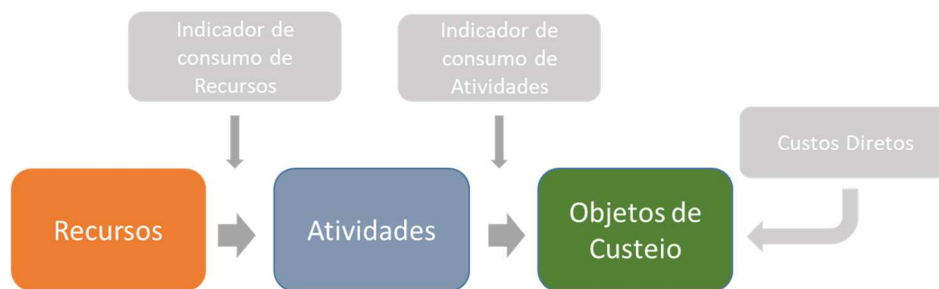 Indicador de
consumo de
Recursos
Indicador de
consumo de
Atividades
Custos Diretos
Recursos
Atividades
Objetos de
Custeio